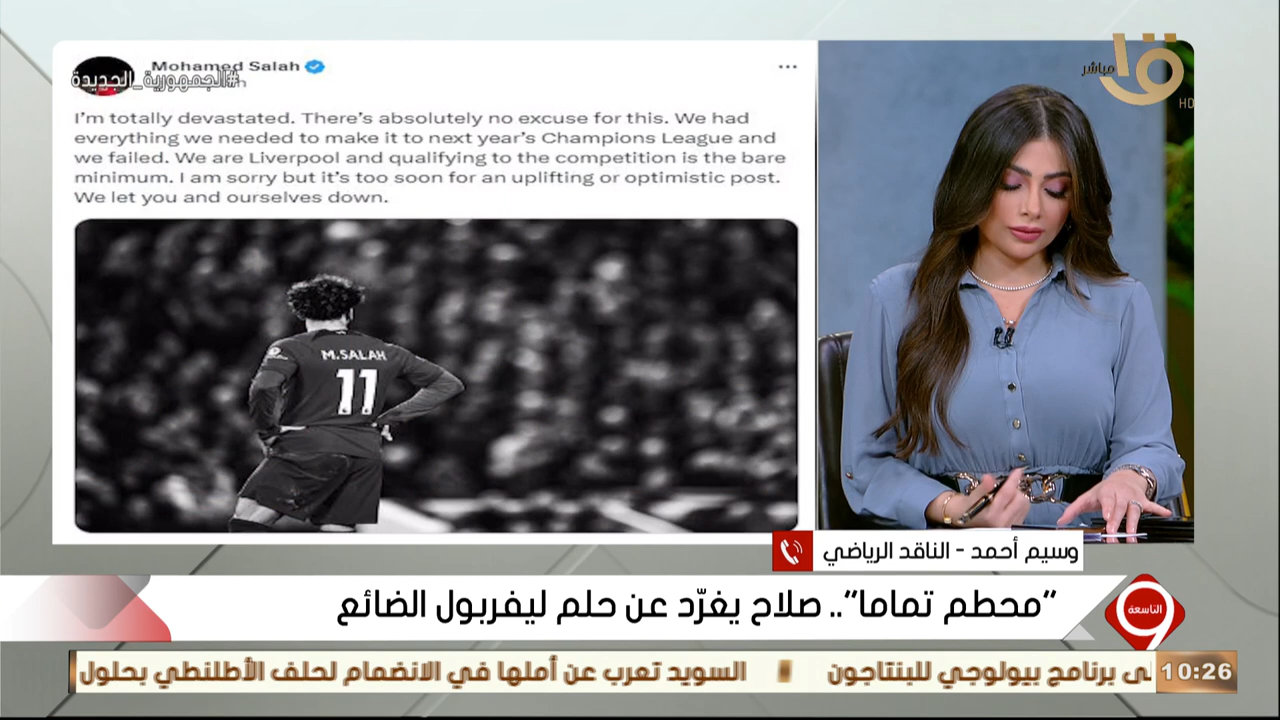 Mohamed Salah
#الجمهورية_الجديدة
I'm totally devastated. There's absolutely no excuse for this. We had
everything we needed to make it to next year's Champions League and
we failed. We are Liverpool and qualifying to the competition is the bare
minimum. I am sorry but it's too soon for an uplifting or optimistic post.
We let you and ourselves down.
M.SALAH
11
مباشر
HD
وسيم أحمد - الناقد الرياضي
“محطم تماما”.. صلاح يغرّد عن حلم ليفربول الضائع
التاسعة
9
10:26
برنامج بيولوجي للبنتاجون
السويد تعرب عن أملها في الانضمام لحلف الأطلنطي بحلول